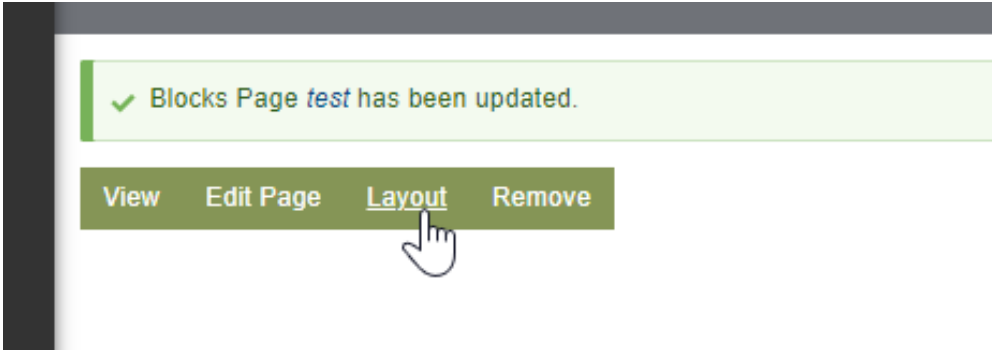 Blocks Page test has been updated.
View Edit Page Layout Remove